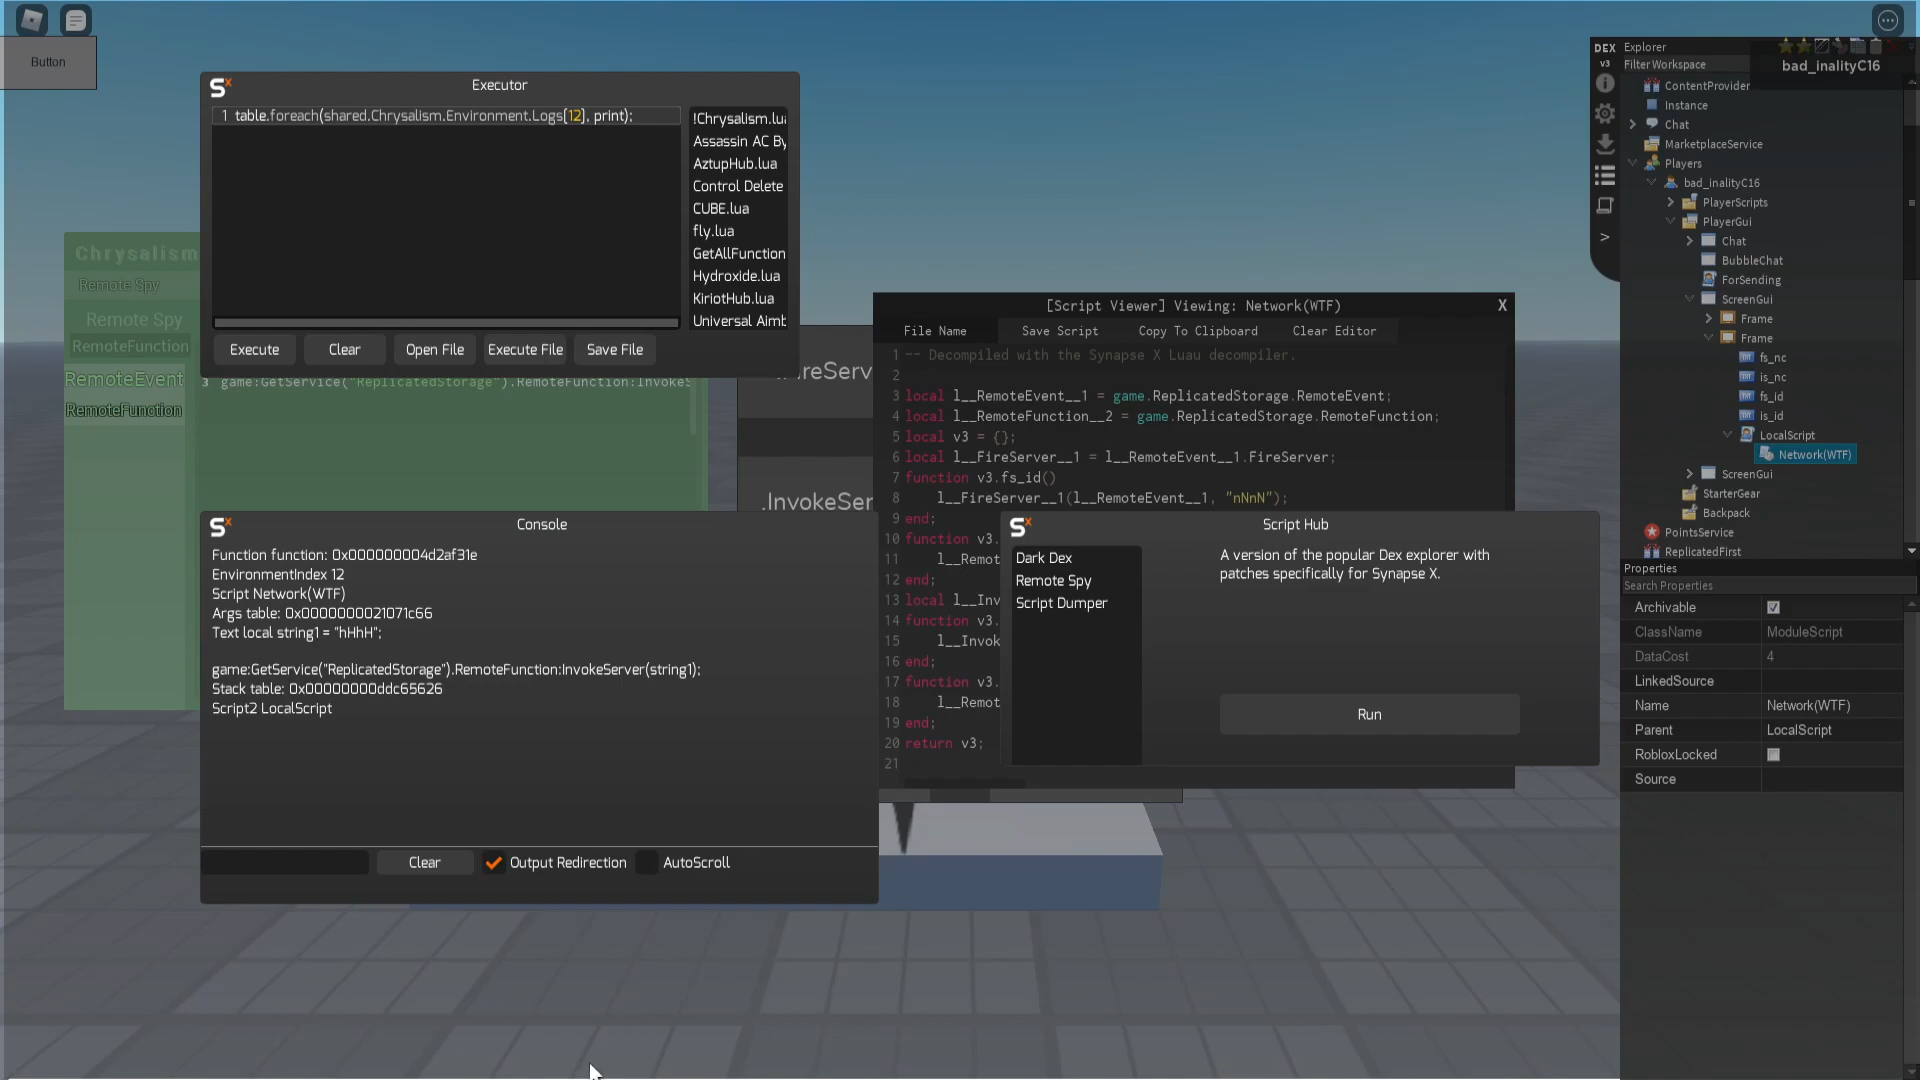 Button
Executor
1 table.foreach(shared.Chrysalism.Environment.Logs[12], print);
!Chrysalism.lua
Assassin AC By
AztupHub.lua
Control Delete
CUBE.lua
fly.lua
GetAllFunction
Hydroxide.lua
KiriotHub.lua
Universal Aimb
Execute
Clear
Open File
Execute File
Save File
Chrysalism
Remote Spy
Remote Spy
RemoteFunction
RemoteEvent
RemoteFunction
3 game:GetService("ReplicatedStorage").RemoteFunction:InvokeS
.InvokeSer
[Script Viewer] Viewing: Network(WTF)
X
File Name
Save Script
Copy To Clipboard
Clear Editor
1 -- Decompiled with the Synapse X Luau decompiler.
2
3 local l__RemoteEvent__1 = game.ReplicatedStorage.RemoteEvent;
4 local l__RemoteFunction__2 = game.ReplicatedStorage.RemoteFunction;
5 local v3 = {};
6 local l__FireServer__1 = l__RemoteEvent__1.FireServer;
7 function v3.fs_id()
8 l__FireServer__1(l__RemoteEvent__1, "nNnN");
9 end;
10 function v3.
11 l__Remot
12 end;
13 local l__Inv
14 function v3.
15 l__Invok
16 end;
17 function v3.
18 l__Remot
19 end;
20 return v3;
21
Console
Function function: 0x000000004d2af31e
EnvironmentIndex 12
Script Network(WTF)
Args table: 0x0000000021071c66
Text local string1 = "hHhH";
game:GetService("ReplicatedStorage").RemoteFunction:InvokeServer(string1);
Stack table: 0x00000000ddc65626
Script2 LocalScript
Clear
Output Redirection
AutoScroll
Script Hub
Dark Dex
Remote Spy
Script Dumper
A version of the popular Dex explorer with
patches specifically for Synapse X.
Run
DEX
v3
>
Explorer
Filter Workspace
bad_inalityC16
ContentProvider
Instance
Chat
MarketplaceService
Players
bad_inalityC16
PlayerScripts
PlayerGui
Chat
BubbleChat
ForSending
ScreenGui
Frame
Frame
fs_nc
is_nc
fs_id
is_id
LocalScript
Network(WTF)
ScreenGui
StarterGear
Backpack
PointsService
ReplicatedFirst
Properties
Search Properties
Archivable
ClassName ModuleScript
DataCost 4
LinkedSource
Name Network(WTF)
Parent LocalScript
RobloxLocked
Source